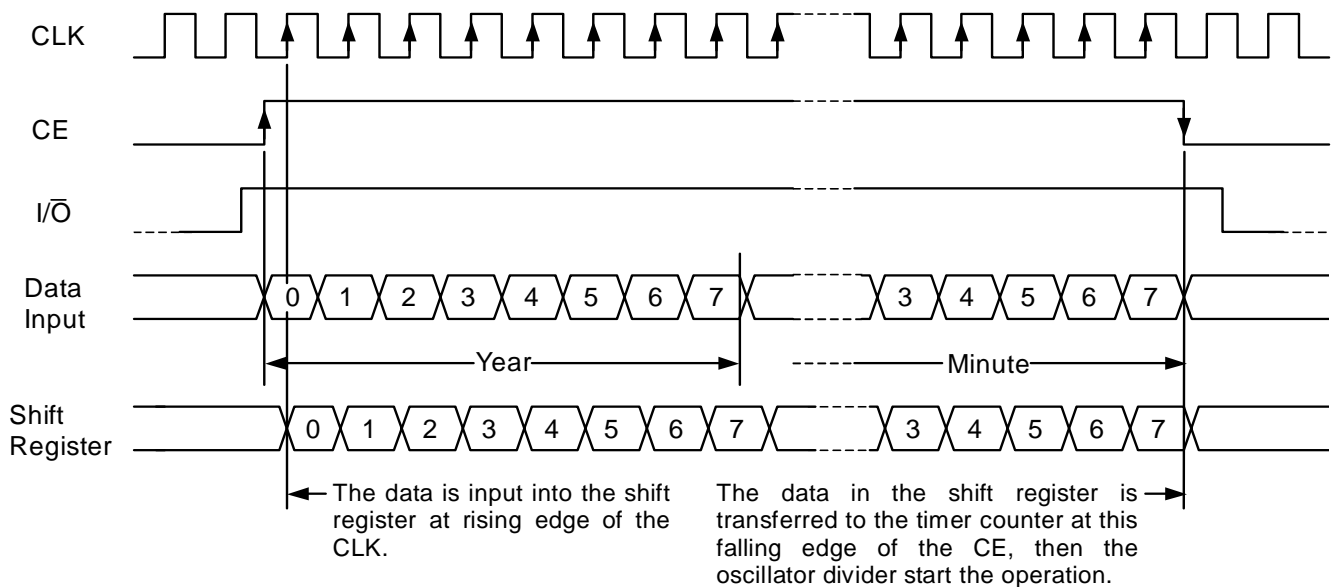 CLK
CE
I/O̅
Data
Input
0 1 2 3 4 5 6 7 3 4 5 6 7
Year Minute
Shift
Register
0 1 2 3 4 5 6 7 3 4 5 6 7
The data is input into the shift
register at rising edge of the
CLK.
The data in the shift register is
transferred to the timer counter at this
falling edge of the CE, then the
oscillator divider start the operation.